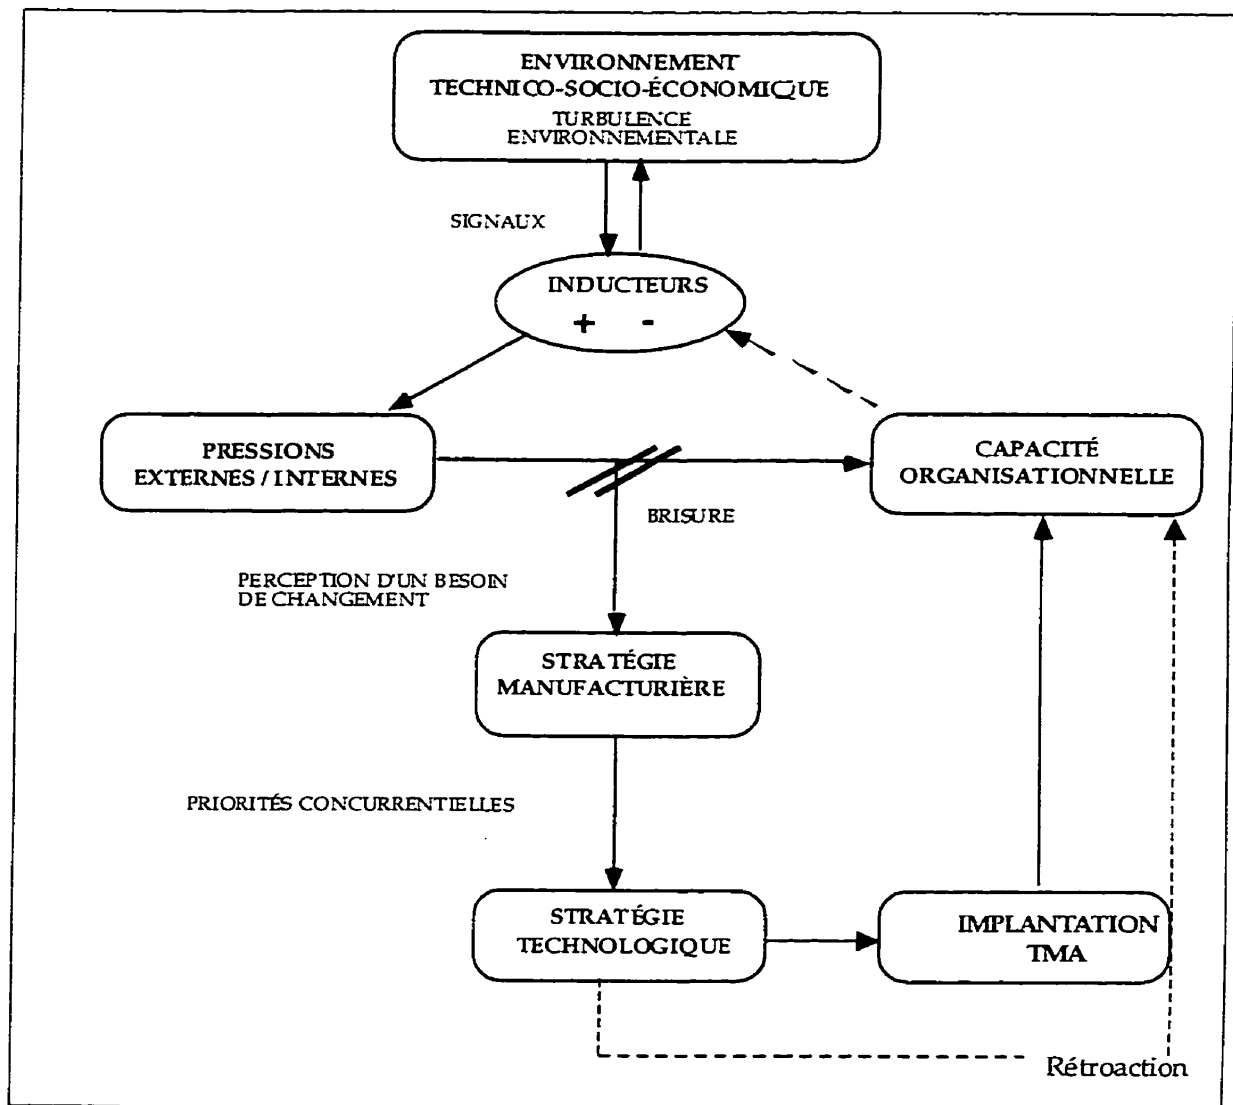 ENVIRONNEMENT
TECHNICO-SOCIO-ÉCONOMIQUE
TURBULENCE
ENVIRONNEMENTALE
SIGNAUX
INDUCTEURS
+ -
PRESSIONS
EXTERNES / INTERNES
CAPACITÉ
ORGANISATIONNELLE
BRISURE
PERCEPTION D'UN BESOIN
DE CHANGEMENT
STRATÉGIE
MANUFACTURIÈRE
PRIORITÉS CONCURRENTIELLES
STRATÉGIE
TECHNOLOGIQUE
IMPLANTATION
TMA
Rétroaction